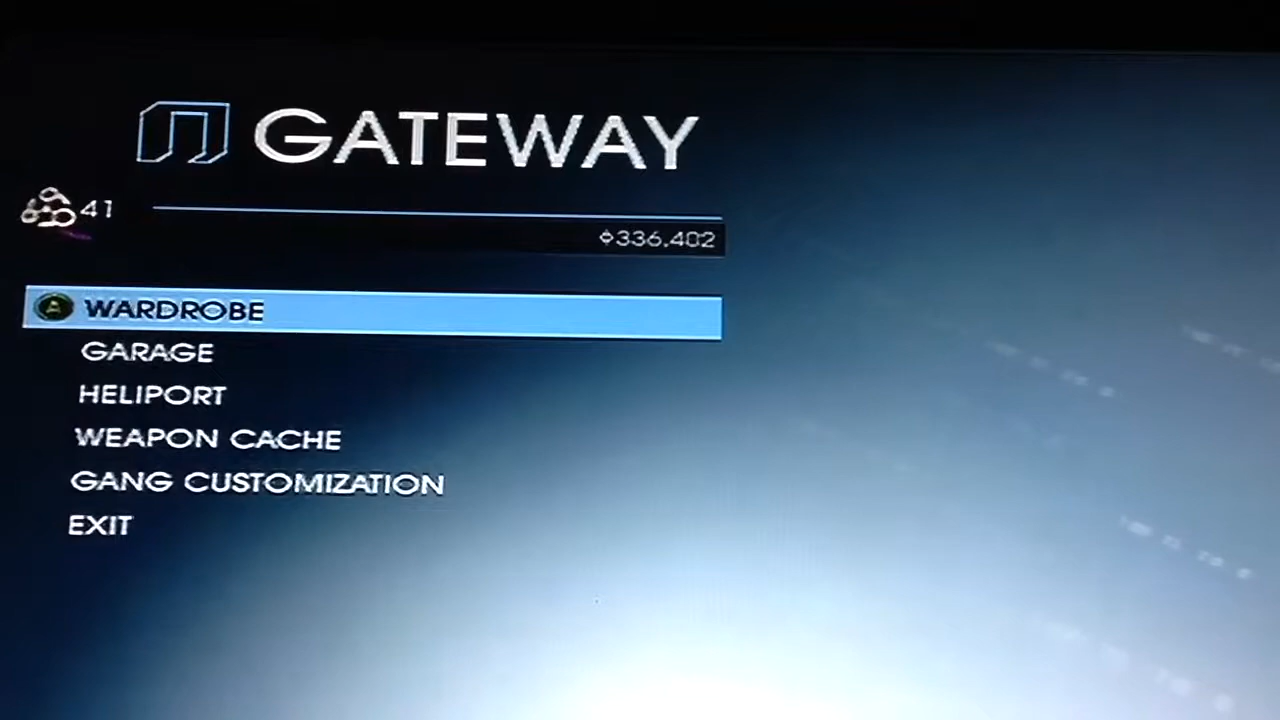 GATEWAY
41
336,402
A WARDROBE
GARAGE
HELIPORT
WEAPON CACHE
GANG CUSTOMIZATION
EXIT